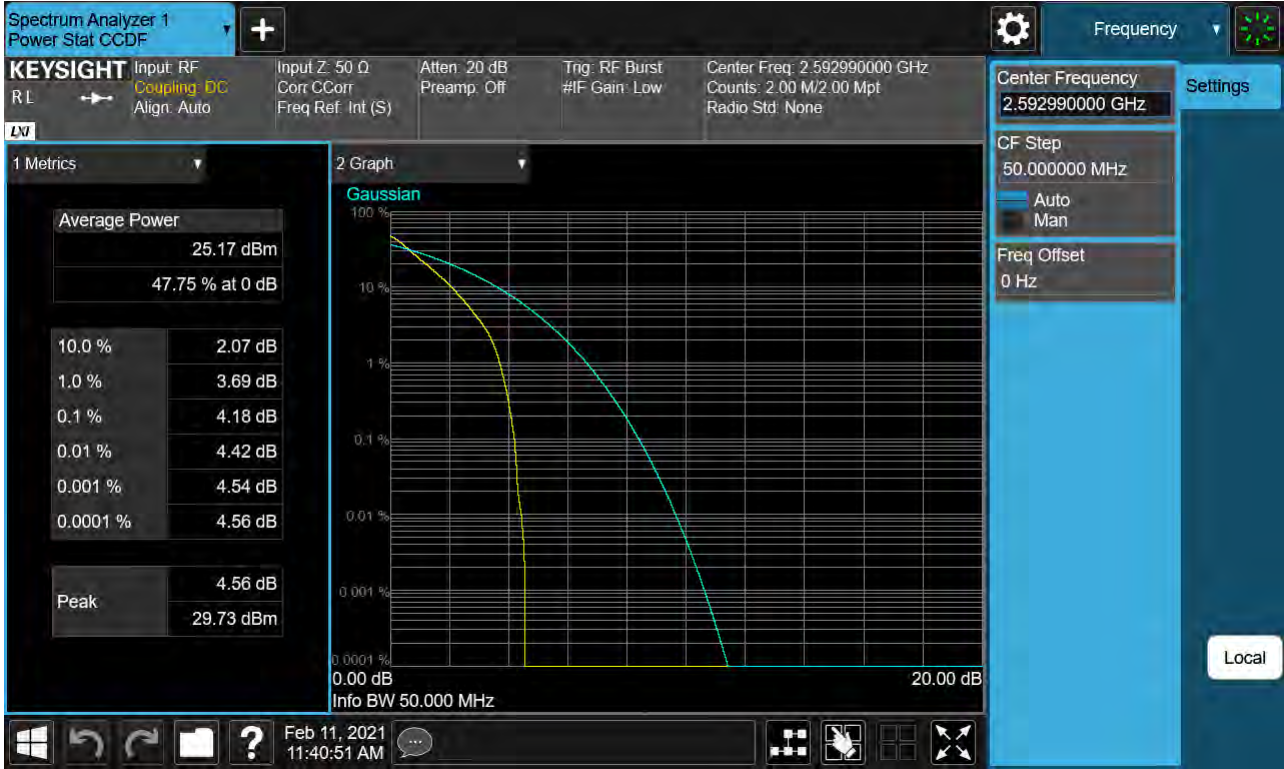 Spectrum Analyzer 1
Power Stat CCDF
Frequency
KEYSIGHT
RL
LXI
Input: RF
Coupling: DC
Align: Auto
Input Z: 50 Ω
Corr CCorr
Freq Ref: Int (S)
Atten: 20 dB
Preamp: Off
Trig: RF Burst
#IF Gain: Low
Center Freq: 2.592990000 GHz
Counts: 2.00 M/2.00 Mpt
Radio Std: None
Center Frequency
2.592990000 GHz
Settings
CF Step
50.000000 MHz
Auto
Man
Freq Offset
0 Hz
Local
1 Metrics
Average Power
25.17 dBm
47.75 % at 0 dB
10.0 % 2.07 dB
1.0 % 3.69 dB
0.1 % 4.18 dB
0.01 % 4.42 dB
0.001 % 4.54 dB
0.0001 % 4.56 dB
Peak 4.56 dB
29.73 dBm
2 Graph
Gaussian
100 %
10 %
1 %
0.1 %
0.01 %
0.001 %
0.0001 %
0.00 dB 20.00 dB
Info BW 50.000 MHz
?
Feb 11, 2021
11:40:51 AM